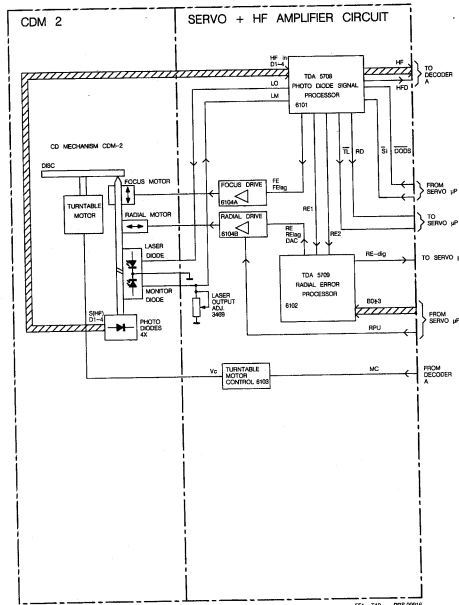 CDM 2
SERVO + HF AMPLIFIER CIRCUIT
HF in
D1-4
LO
LM
TDA 5708
PHOTO DIODE SIGNAL
PROCESSOR
6101
HF
HFD
TO
DECODER
A
TL
RD
SI
DODS
CD MECHANISM CDM-2
DISC
FOCUS MOTOR
FOCUS DRIVE
6104A
FE
FElag
FROM
SERVO µP
TURNTABLE
MOTOR
RADIAL MOTOR
RADIAL DRIVE
6104B
RE
RElag
DAC
RE1
RE2
TO
SERVO µP
LASER
DIODE
MONITOR
DIODE
TDA 5709
RADIAL ERROR
PROCESSOR
6102
RE-dig
TO SERVO
LASER
OUTPUT
ADJ.
3469
S(HF)
D1-4
PHOTO
DIODES
4X
RPU
FROM
SERVO µP
Vc
TURNTABLE
MOTOR
CONTROL 6103
MC
FROM
DECODER
A